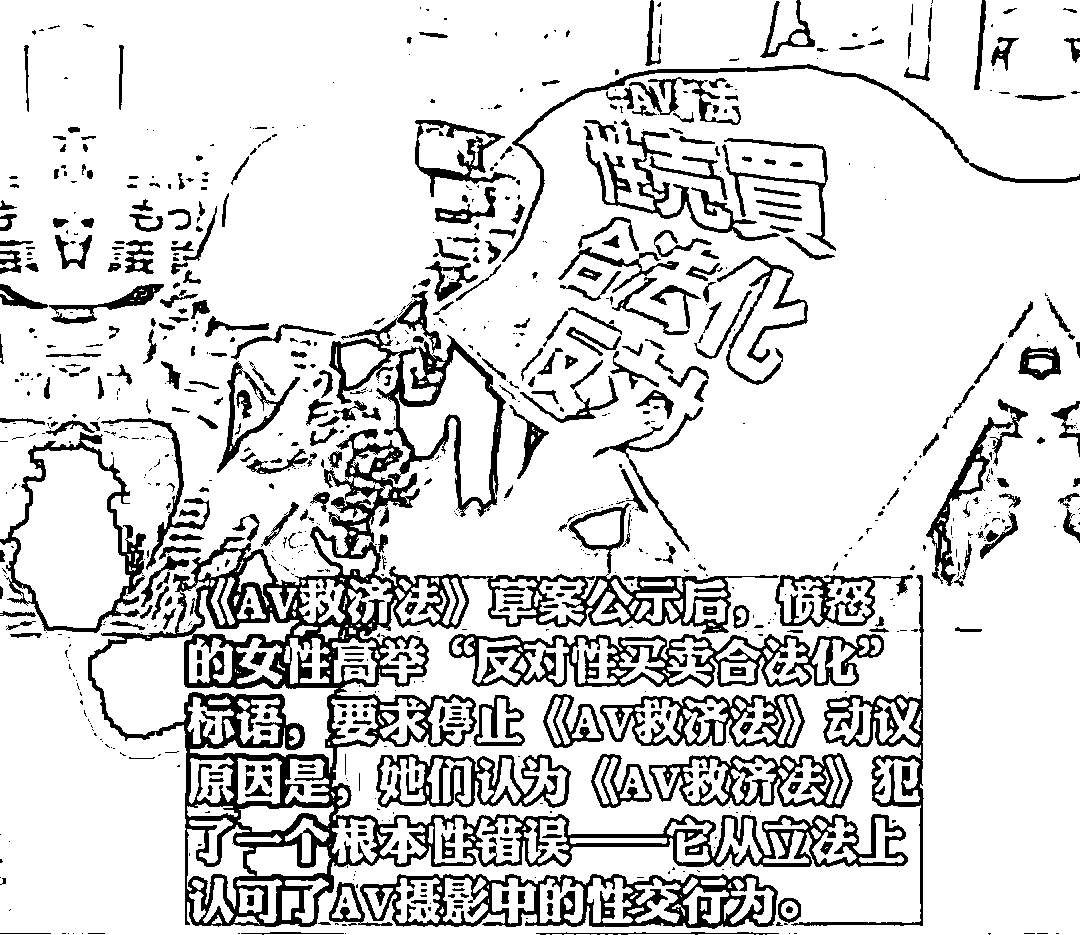 AV新法
性売買
合法化
反対
もっ
《AV救济法》草案公示后，愤怒
的女性高举“反对性买卖合法化”
标语，要求停止《AV救济法》动议
原因是，她们认为《AV救济法》犯
了一个根本性错误——它从立法上
认可了AV摄影中的性交行为。